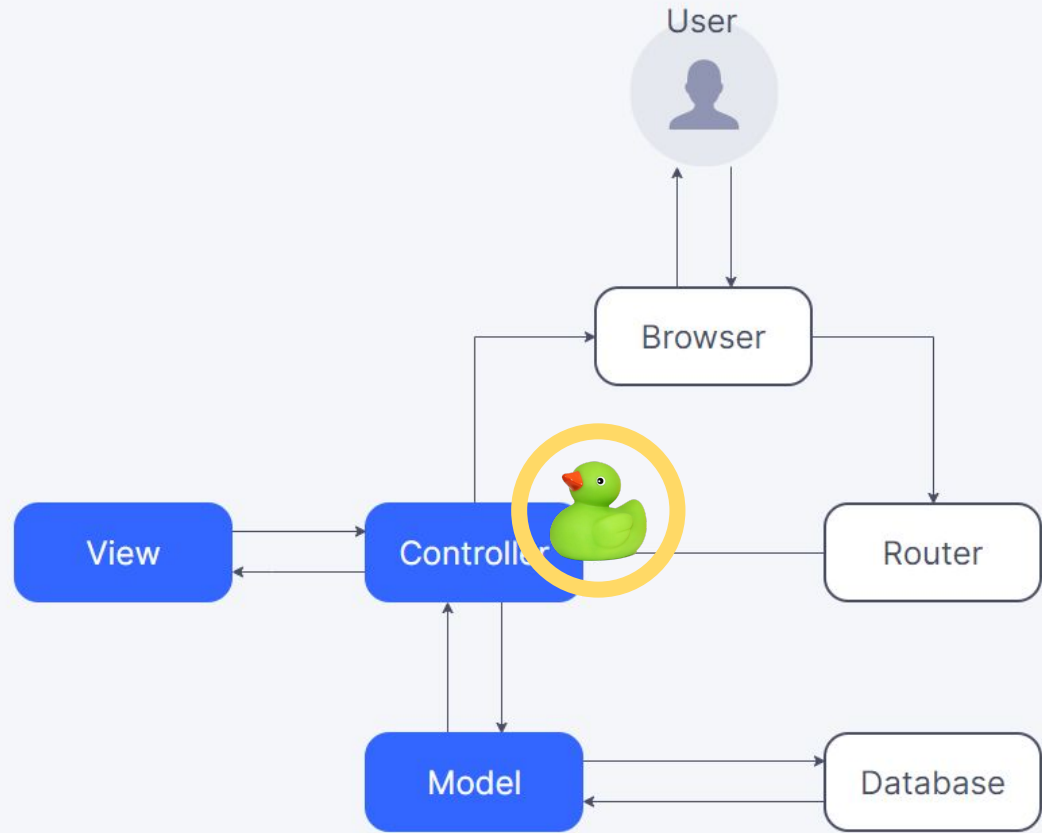 User
Browser
View
Controller
Router
Model
Database